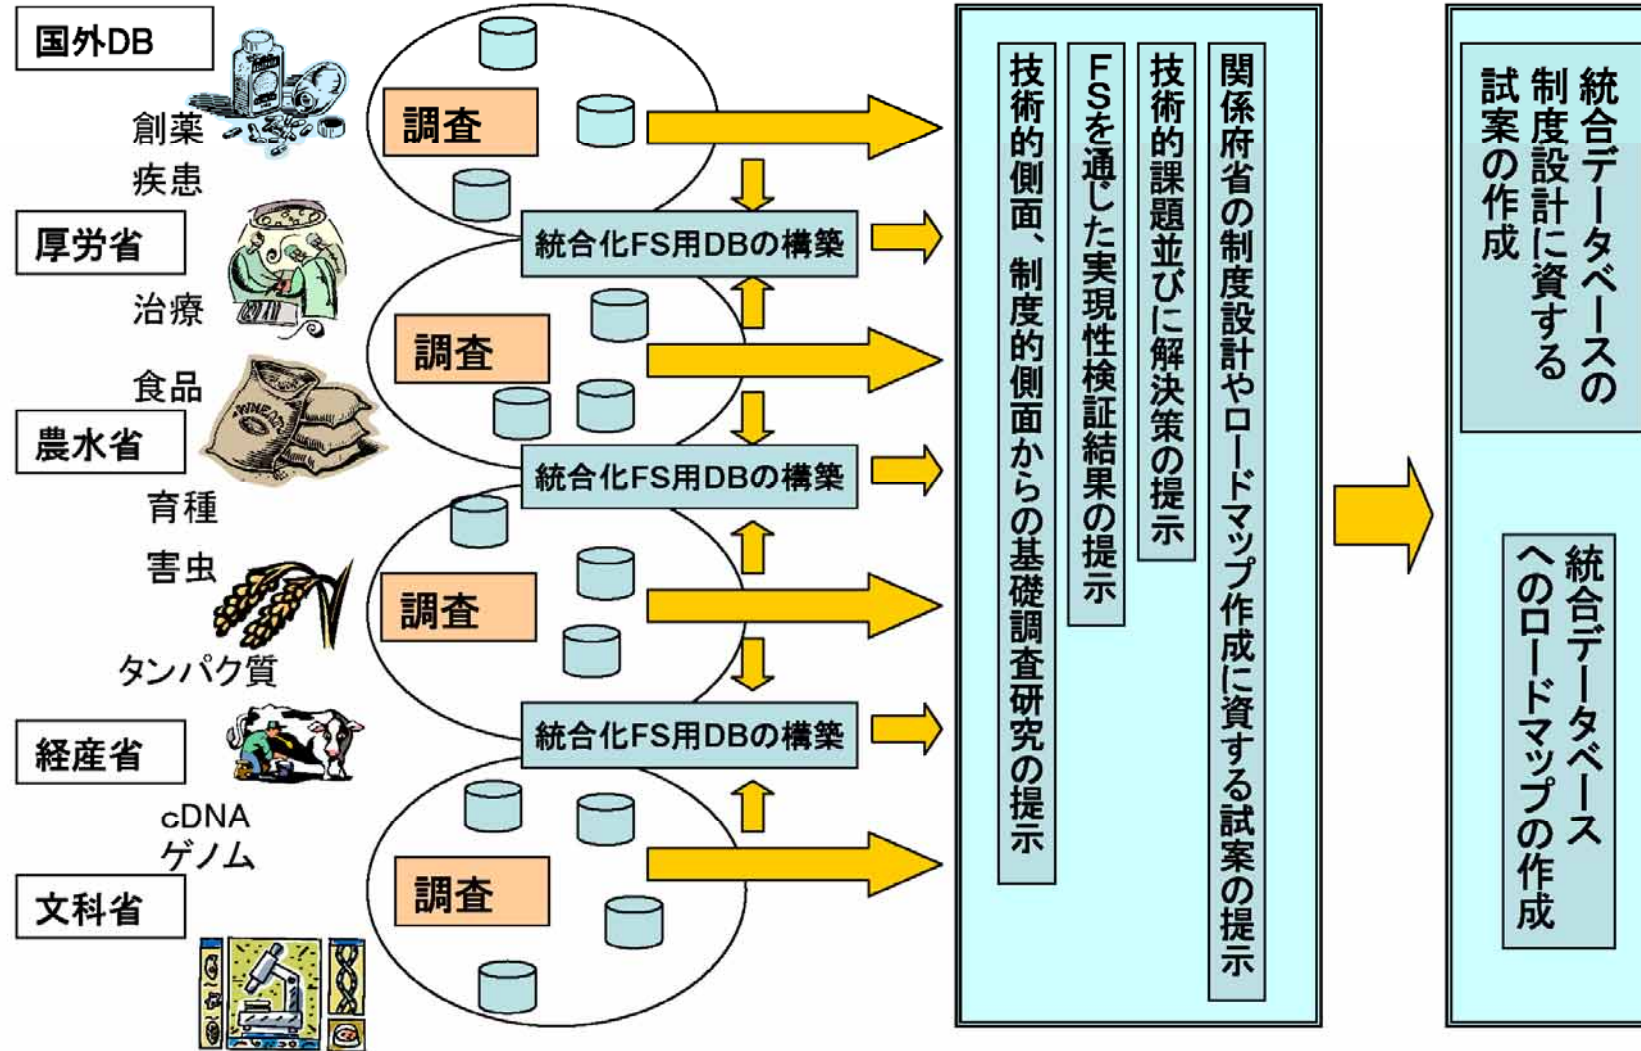 国外DB
創薬
疾患
厚労省
治療
食品
農水省
育種
害虫
タンパク質
経産省
cDNA
ゲノム
文科省
調査
統合化FS用DBの構築
調査
統合化FS用DBの構築
調査
統合化FS用DBの構築
調査
関係府省の制度設計やロードマップ作成に資する試案の提示
技術的課題並びに解決策の提示
FSを通じた実現性検証結果の提示
技術的側面、制度的側面からの基礎調査研究の提示
統合データベースの
制度設計に資する
試案の作成
統合データベース
へのロードマップの作成
WHEAT